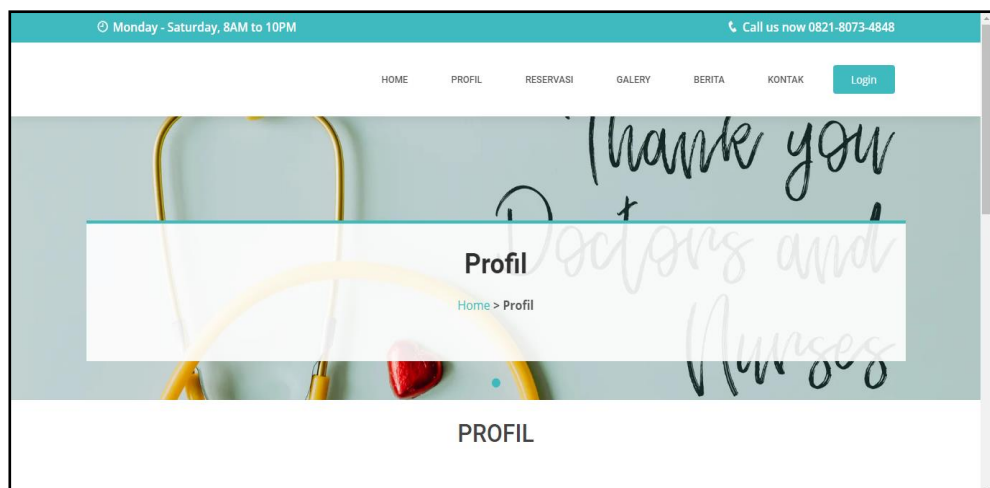 Monday - Saturday, 8AM to 10PM
Call us now 0821-8073-4848
HOME PROFIL RESERVASI GALERY BERITA KONTAK Login
Thank you
Doctors and
Nurses
Profil
Home > Profil
PROFIL